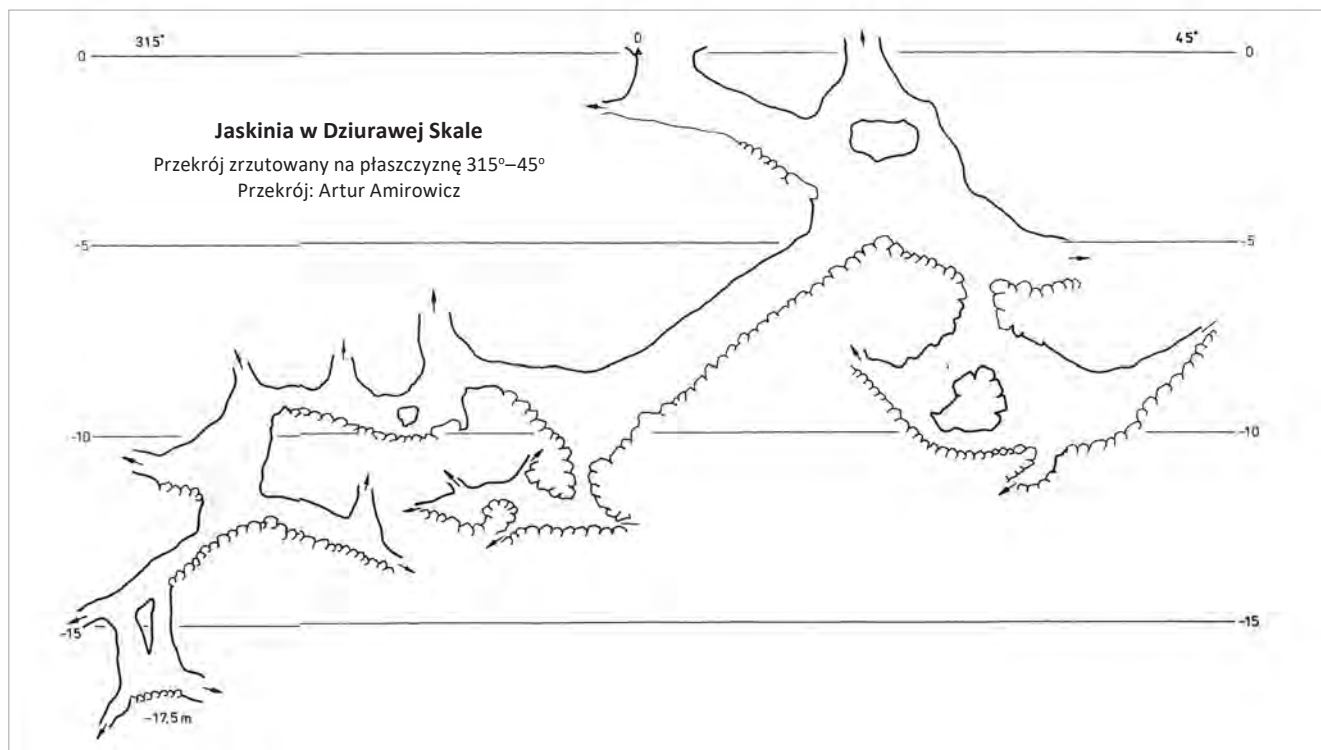 315° 0 45°
0 0
Jaskinia w Dziurawej Skale
Przekrój zrzutowany na płaszczyznę 315°–45°
Przekrój: Artur Amirowicz
-5 -5
-10 -10
-15 -15
-17,5 m